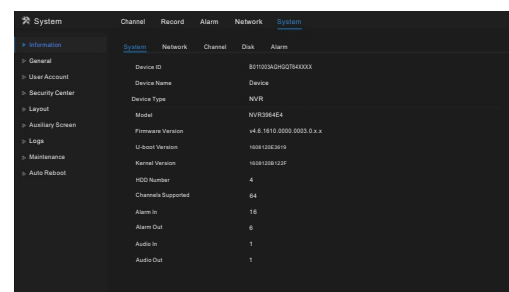 System Channel Record Alarm Network System
Information System Network Channel Disk Alarm
General
User Account
Security Center
Layout
Auxiliary Screen
Logs
Maintenance
Auto Reboot
Device ID B011003AGHGQT64XXXX
Device Name Device
Device Type NVR
Model NVR3964E4
Firmware Version v4.6.1610.0000.0003.0.x.x
U-boot Version 1608120E3619
Kernel Version 1608120B122F
HDD Number 4
Channels Supported 64
Alarm In 16
Alarm Out 6
Audio In 1
Audio Out 1